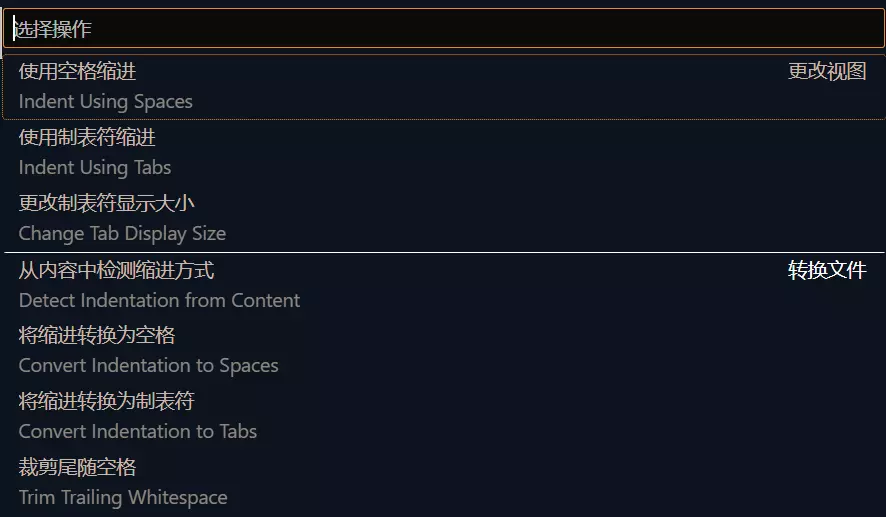 选择操作
使用空格缩进 更改视图
Indent Using Spaces
使用制表符缩进
Indent Using Tabs
更改制表符显示大小
Change Tab Display Size
从内容中检测缩进方式 转换文件
Detect Indentation from Content
将缩进转换为空格
Convert Indentation to Spaces
将缩进转换为制表符
Convert Indentation to Tabs
裁剪尾随空格
Trim Trailing Whitespace